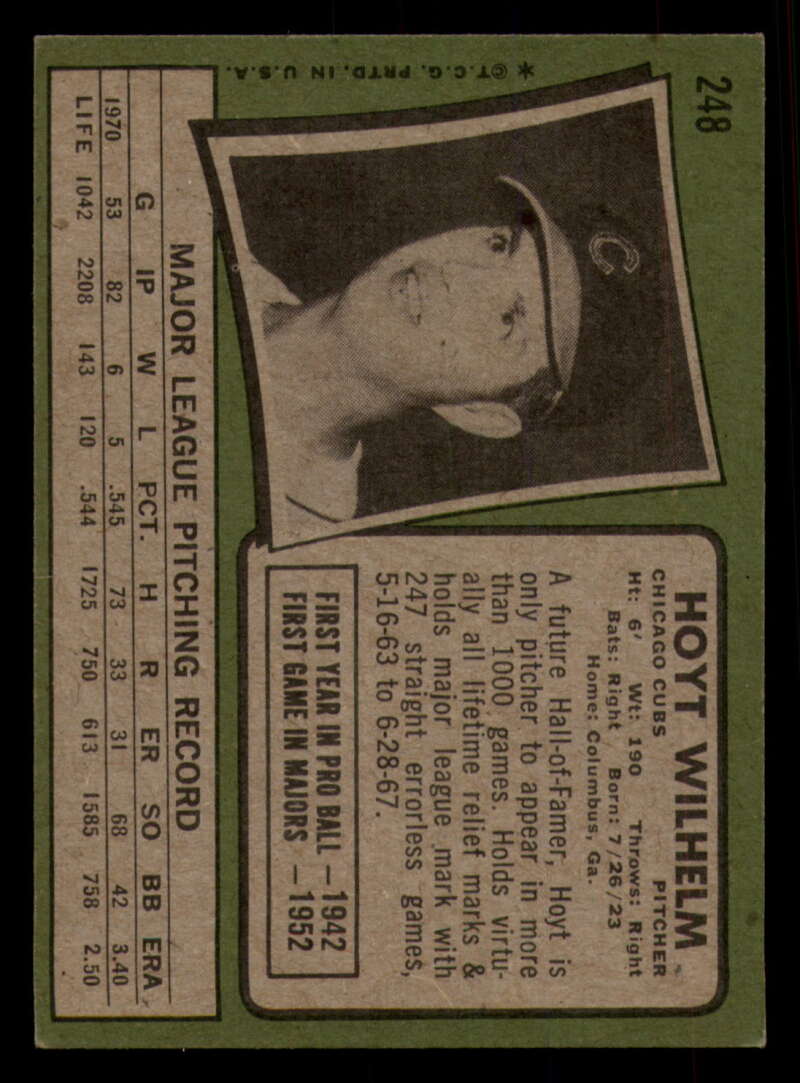 248
C
HOYT WILHELM
CHICAGO CUBS PITCHER
Ht: 6' Wt: 190 Throws: Right
Bats: Right Born: 7/26/23
Home: Columbus, Ga.
A future Hall-of-Famer, Hoyt is
only pitcher to appear in more
than 1000 games. Holds virtu-
ally all lifetime relief marks &
holds major league mark with
247 straight errorless games,
5-16-63 to 6-28-67.
FIRST YEAR IN PRO BALL — 1942
FIRST GAME IN MAJORS — 1952
MAJOR LEAGUE PITCHING RECORD
G IP W L PCT. H R ER SO BB ERA
1970 53 82 6 5 .545 73 33 31 68 42 3.40
LIFE 1042 2208 143 120 .544 1725 750 613 1585 758 2.50
✶ © T.C.G. PRTD. IN U.S.A.